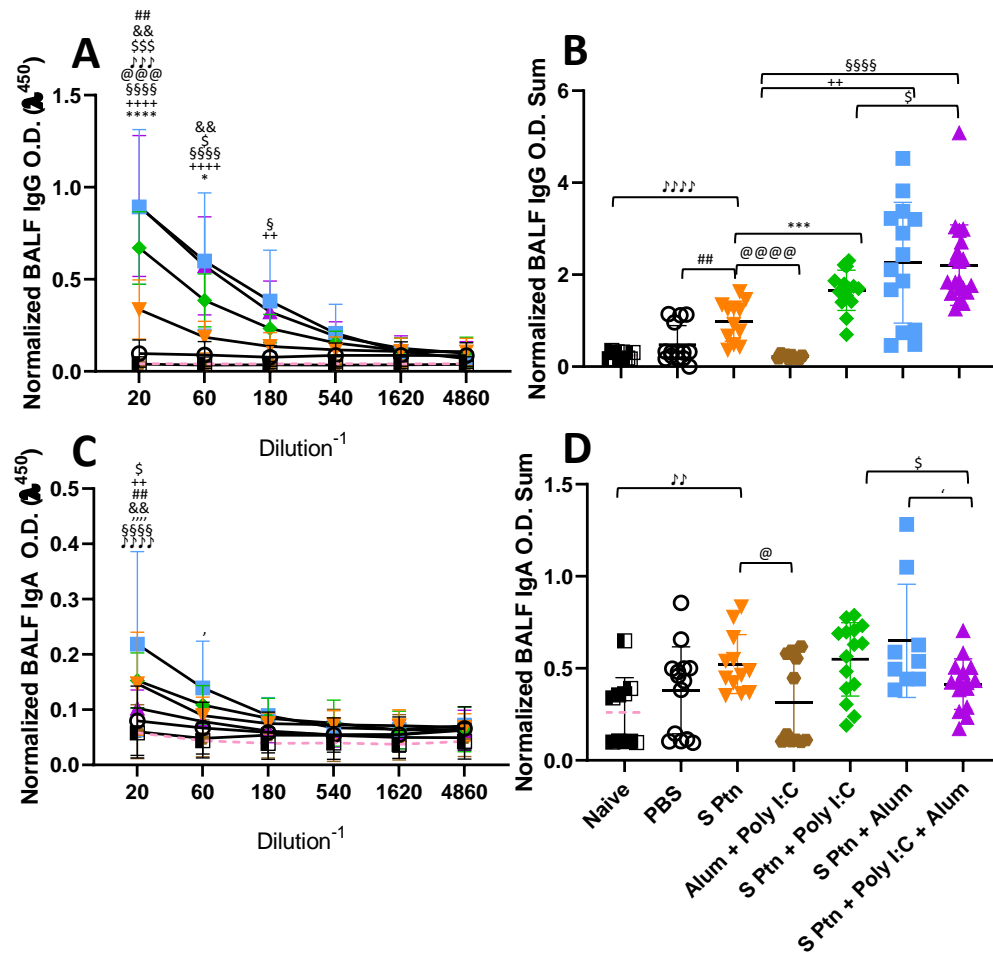 A
##
&&
$$$
♪♪♪
@@@
§§§§
++++
****
&&
$
§§§§
++++
*
§
++
Normalized BALF IgG O.D. (λ450)
1.5
1.0
0.5
0.0
20 60 180 540 1620 4860
Dilution-1
B
§§§§
++
$
♪♪♪♪
***
##
@@@@
Normalized BALF IgG O.D. Sum
6
4
2
0
C
$
++
##
&&
,,,,
§§§§
♪♪♪♪
,
Normalized BALF IgA O.D. (λ450)
0.5
0.4
0.3
0.2
0.1
0.0
20 60 180 540 1620 4860
Dilution-1
D
$
♪♪
‘
@
Normalized BALF IgA O.D. Sum
1.5
1.0
0.5
0.0
Naive
PBS
S Ptn
Alum + Poly I:C
S Ptn + Poly I:C
S Ptn + Alum
S Ptn + Poly I:C + Alum